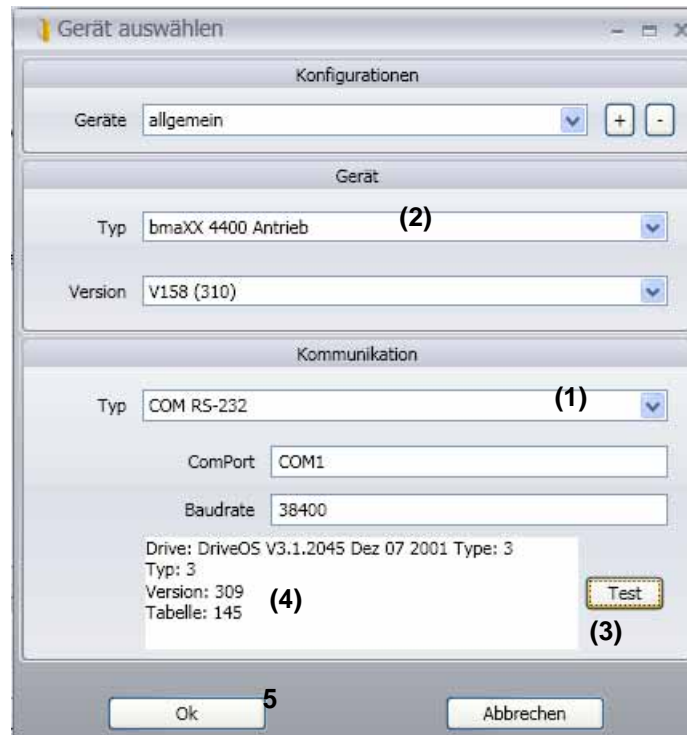 Gerät auswählen
Konfigurationen
Geräte allgemein + -
Gerät
Typ bmaXX 4400 Antrieb (2)
Version V158 (310)
Kommunikation
Typ COM RS-232 (1)
ComPort COM1
Baudrate 38400
Drive: DriveOS V3.1.2045 Dez 07 2001 Type: 3
Typ: 3
Version: 309 (4) Test
Tabelle: 145
(3)
Ok 5 Abbrechen